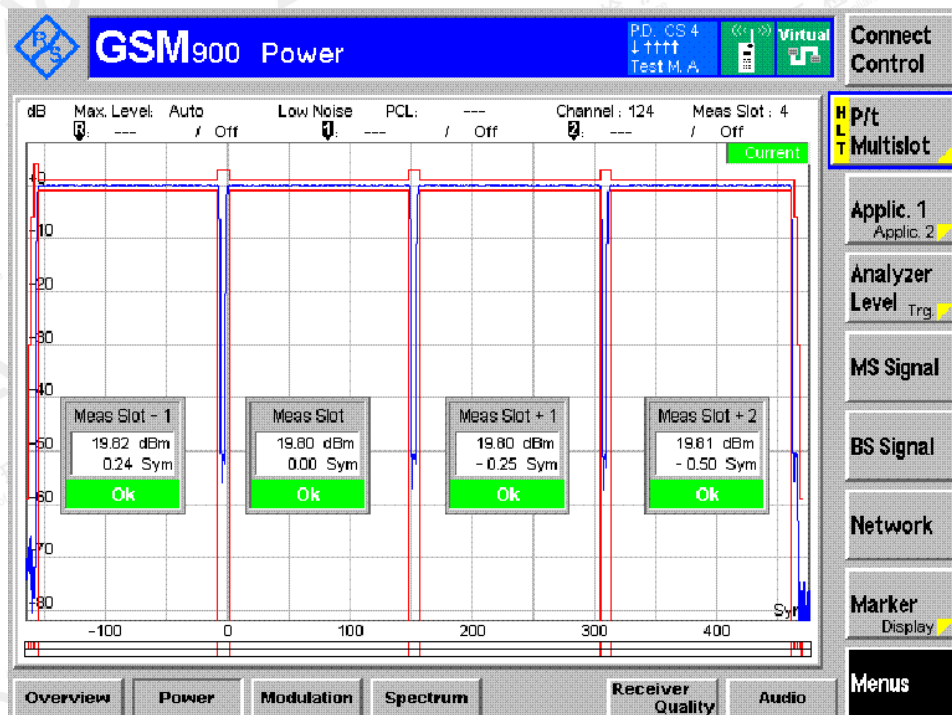 R S
GSM900 Power
P.D. CS 4
Test M. A.
Virtual
Connect Control
dB Max. Level: Auto Low Noise PCL: --- Channel : 124 Meas Slot : 4
R : --- / Off 1 : --- / Off 2 : --- / Off
Current
HLT
P/t Multislot
Applic. 1
Applic. 2
Analyzer Level Trg.
MS Signal
BS Signal
Network
Marker
Display
Menus
+0
-10
-20
-30
-40
-50
-60
-70
-80
Meas Slot - 1
19.82 dBm
0.24 Sym
Ok
Meas Slot
19.80 dBm
0.00 Sym
Ok
Meas Slot + 1
19.80 dBm
- 0.25 Sym
Ok
Meas Slot + 2
19.81 dBm
- 0.50 Sym
Ok
Sym
-100 0 100 200 300 400
Overview Power Modulation Spectrum Receiver Quality Audio